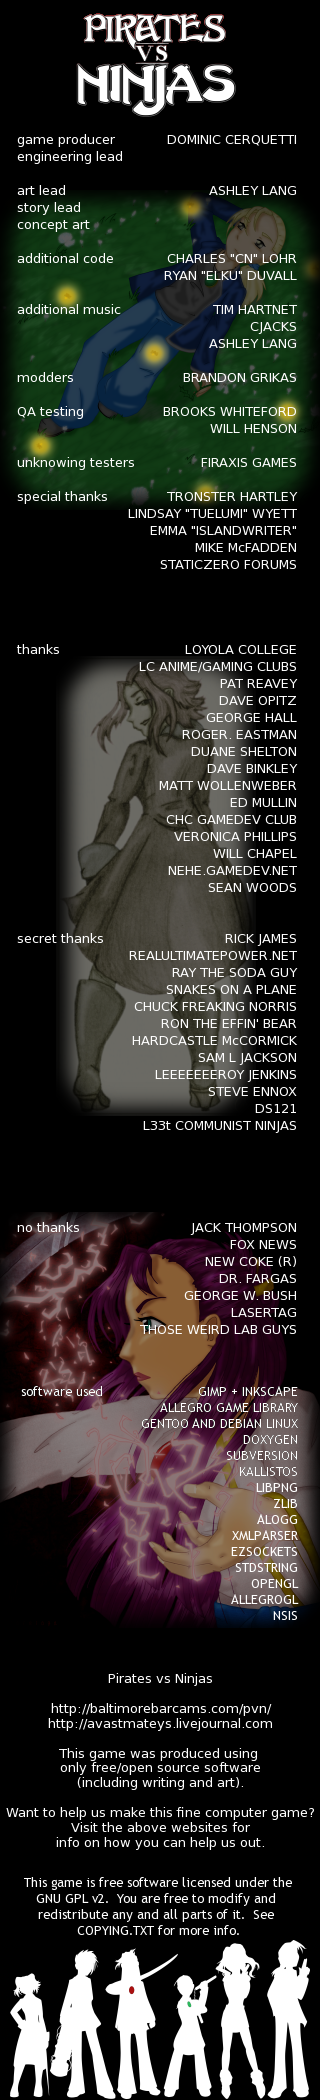 PIRATES
VS
NINJAS
game producer DOMINIC CERQUETTI
engineering lead
art lead ASHLEY LANG
story lead
concept art
additional code CHARLES "CN" LOHR
RYAN "ELKU" DUVALL
additional music TIM HARTNET
CJACKS
ASHLEY LANG
modders BRANDON GRIKAS
QA testing BROOKS WHITEFORD
WILL HENSON
unknowing testers FIRAXIS GAMES
special thanks TRONSTER HARTLEY
LINDSAY "TUELUMI" WYETT
EMMA "ISLANDWRITER"
MIKE McFADDEN
STATICZERO FORUMS
thanks LOYOLA COLLEGE
LC ANIME/GAMING CLUBS
PAT REAVEY
DAVE OPITZ
GEORGE HALL
ROGER. EASTMAN
DUANE SHELTON
DAVE BINKLEY
MATT WOLLENWEBER
ED MULLIN
CHC GAMEDEV CLUB
VERONICA PHILLIPS
WILL CHAPEL
NEHE.GAMEDEV.NET
SEAN WOODS
secret thanks RICK JAMES
REALULTIMATEPOWER.NET
RAY THE SODA GUY
SNAKES ON A PLANE
CHUCK FREAKING NORRIS
RON THE EFFIN' BEAR
HARDCASTLE McCORMICK
SAM L JACKSON
LEEEEEEEROY JENKINS
STEVE ENNOX
DS121
L33t COMMUNIST NINJAS
no thanks JACK THOMPSON
FOX NEWS
NEW COKE (R)
DR. FARGAS
GEORGE W. BUSH
LASERTAG
THOSE WEIRD LAB GUYS
software used GIMP + INKSCAPE
ALLEGRO GAME LIBRARY
GENTOO AND DEBIAN LINUX
DOXYGEN
SUBVERSION
KALLISTOS
LIBPNG
ZLIB
ALOGG
XMLPARSER
EZSOCKETS
STDSTRING
OPENGL
ALLEGROGL
NSIS
Pirates vs Ninjas
http://baltimorebarcams.com/pvn/
http://avastmateys.livejournal.com
This game was produced using
only free/open source software
(including writing and art).
Want to help us make this fine computer game?
Visit the above websites for
info on how you can help us out.
This game is free software licensed under the
GNU GPL v2.  You are free to modify and
redistribute any and all parts of it.  See
COPYING.TXT for more info.